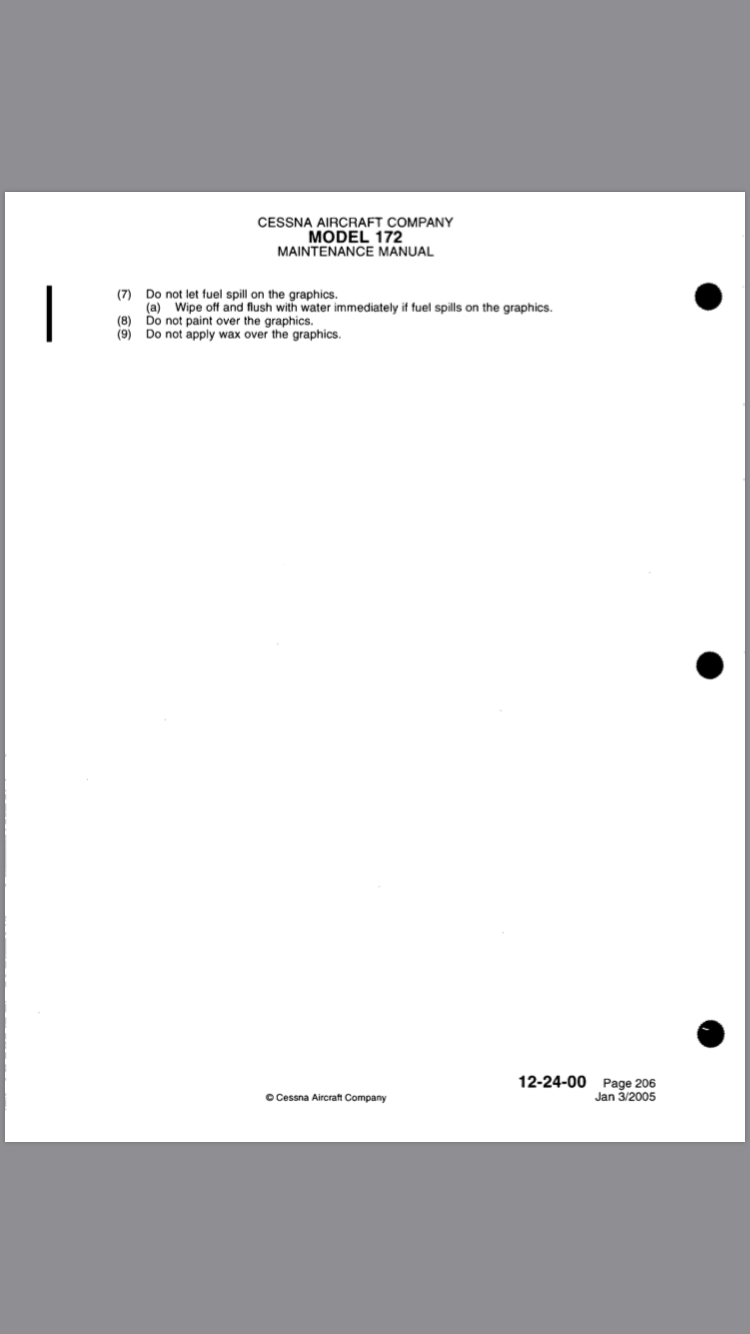 CESSNA AIRCRAFT COMPANY
MODEL 172
MAINTENANCE MANUAL
(7) Do not let fuel spill on the graphics.
(a) Wipe off and flush with water immediately if fuel spills on the graphics.
(8) Do not paint over the graphics.
(9) Do not apply wax over the graphics.
12-24-00 Page 206
© Cessna Aircraft Company Jan 3/2005